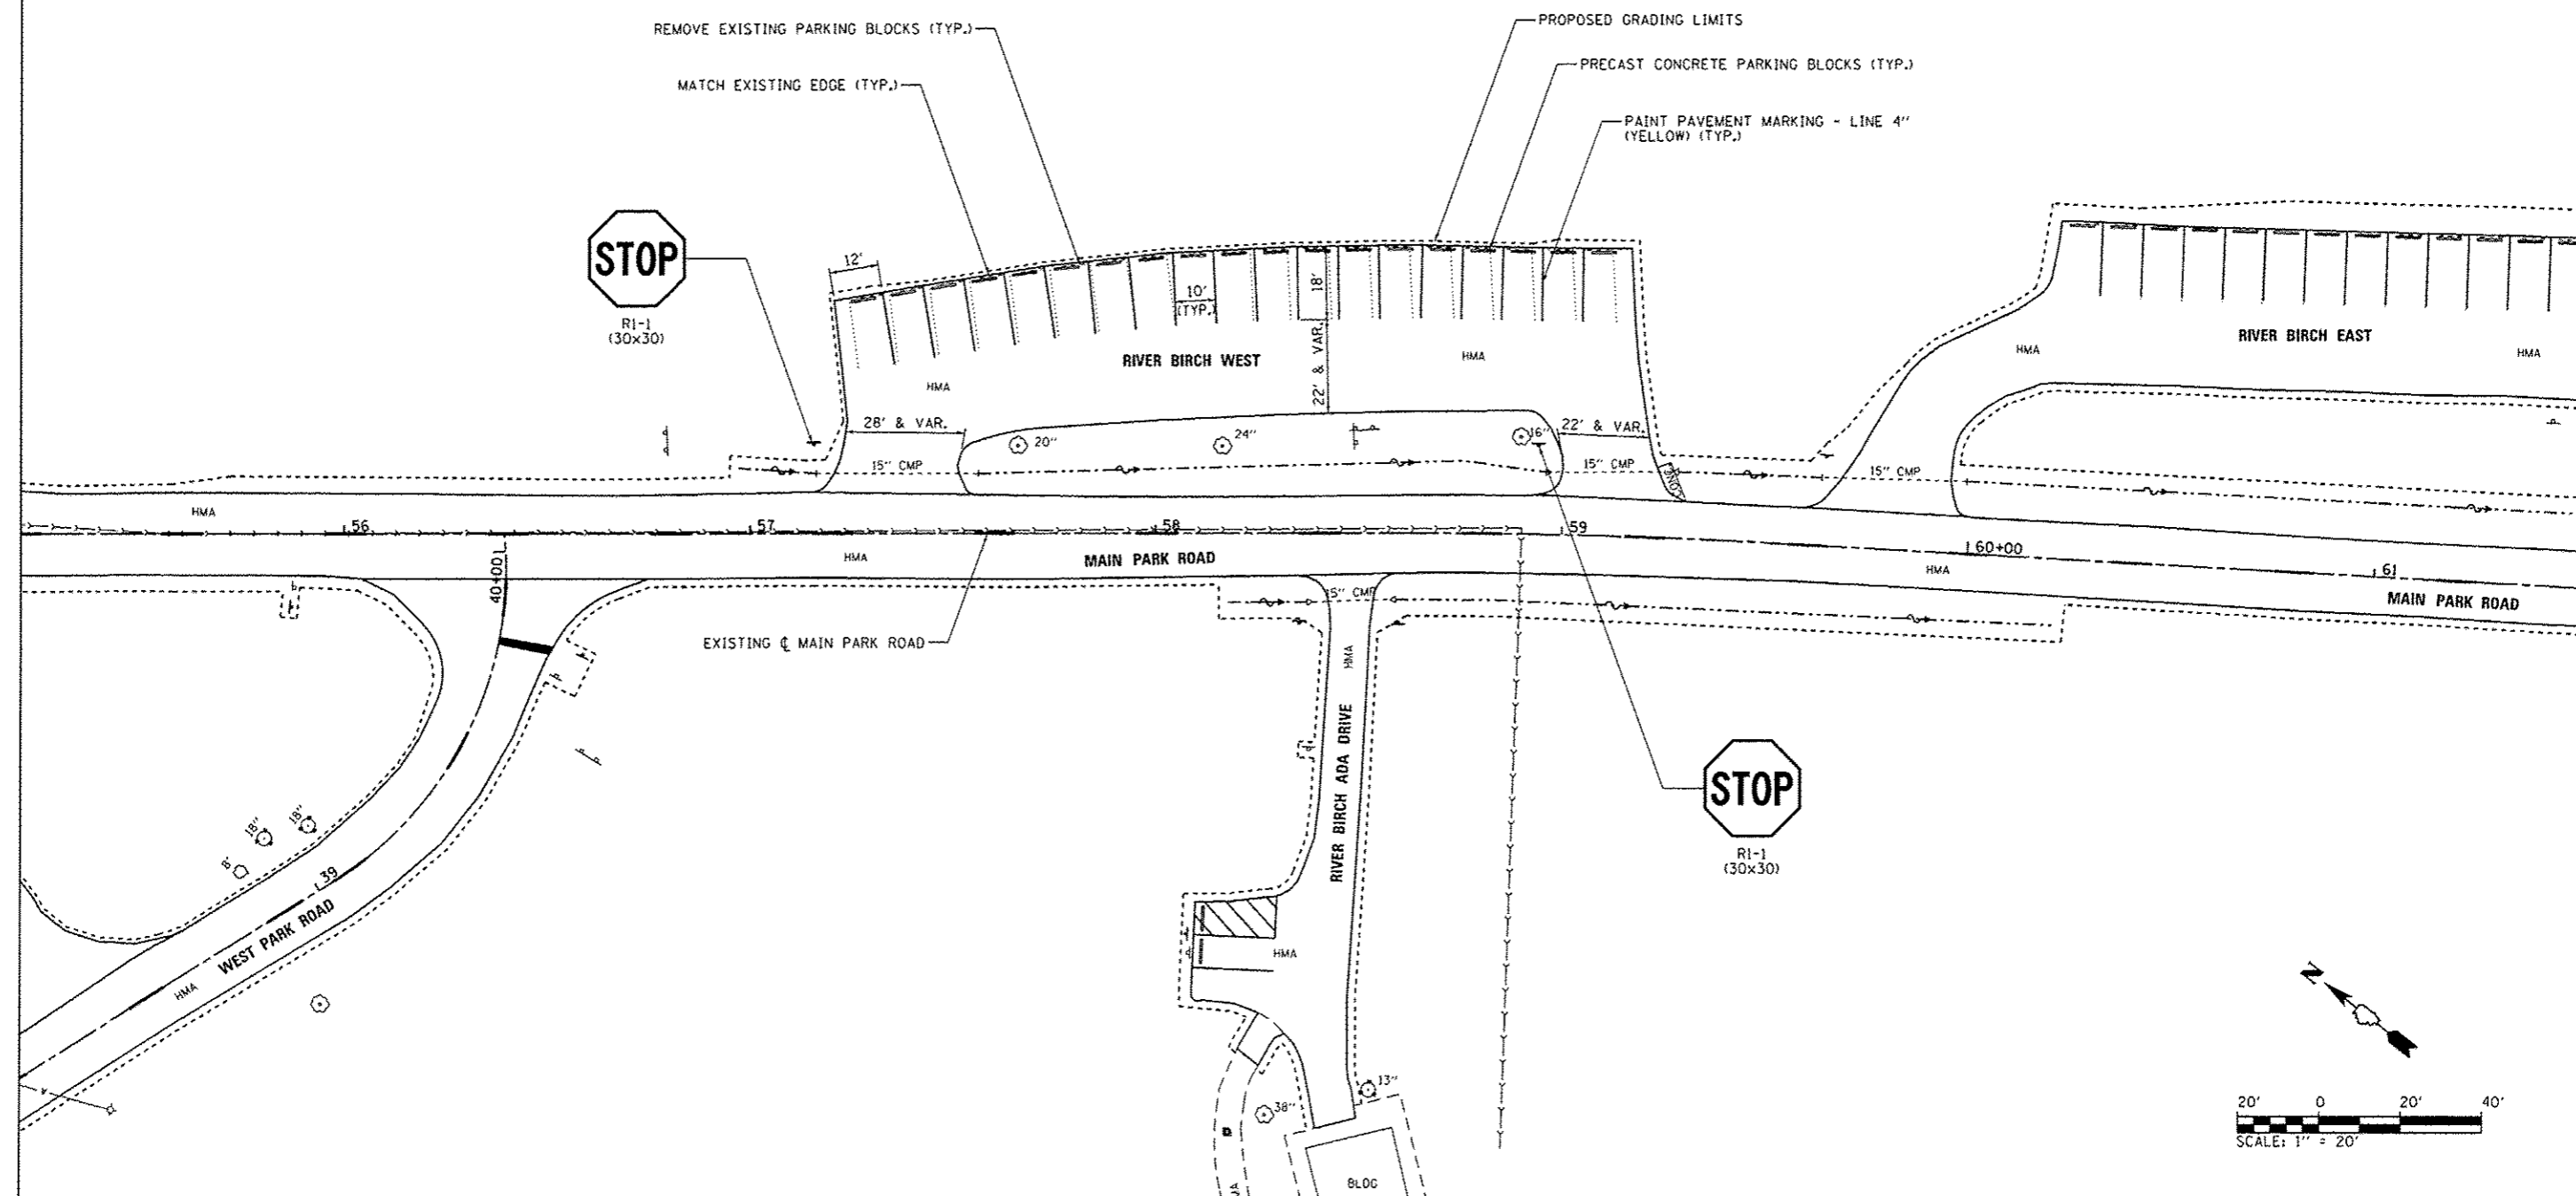 REMOVE EXISTING PARKING BLOCKS (TYP.)
PROPOSED GRADING LIMITS
MATCH EXISTING EDGE (TYP.)
PRECAST CONCRETE PARKING BLOCKS (TYP.)
PAINT PAVEMENT MARKING - LINE 4"
(YELLOW) (TYP.)
STOP
R1-1
(30x30)
12'
10'
(TYP.)
18'
22' & VAR.
RIVER BIRCH WEST
HMA
HMA
RIVER BIRCH EAST
HMA
HMA
28' & VAR.
20"
24"
16"
22' & VAR.
15" CMP
15" CMP
15" CMP
HMA
56
57
58
59
60+00
61
HMA
MAIN PARK ROAD
HMA
MAIN PARK ROAD
40+00
15" CMP
EXISTING ℄ MAIN PARK ROAD
HMA
RIVER BIRCH ADA DRIVE
STOP
R1-1
(30x30)
18"
18"
8'
39
WEST PARK ROAD
HMA
HMA
13"
38"
BLDG
N
20' 0 20' 40'
SCALE: 1" = 20'